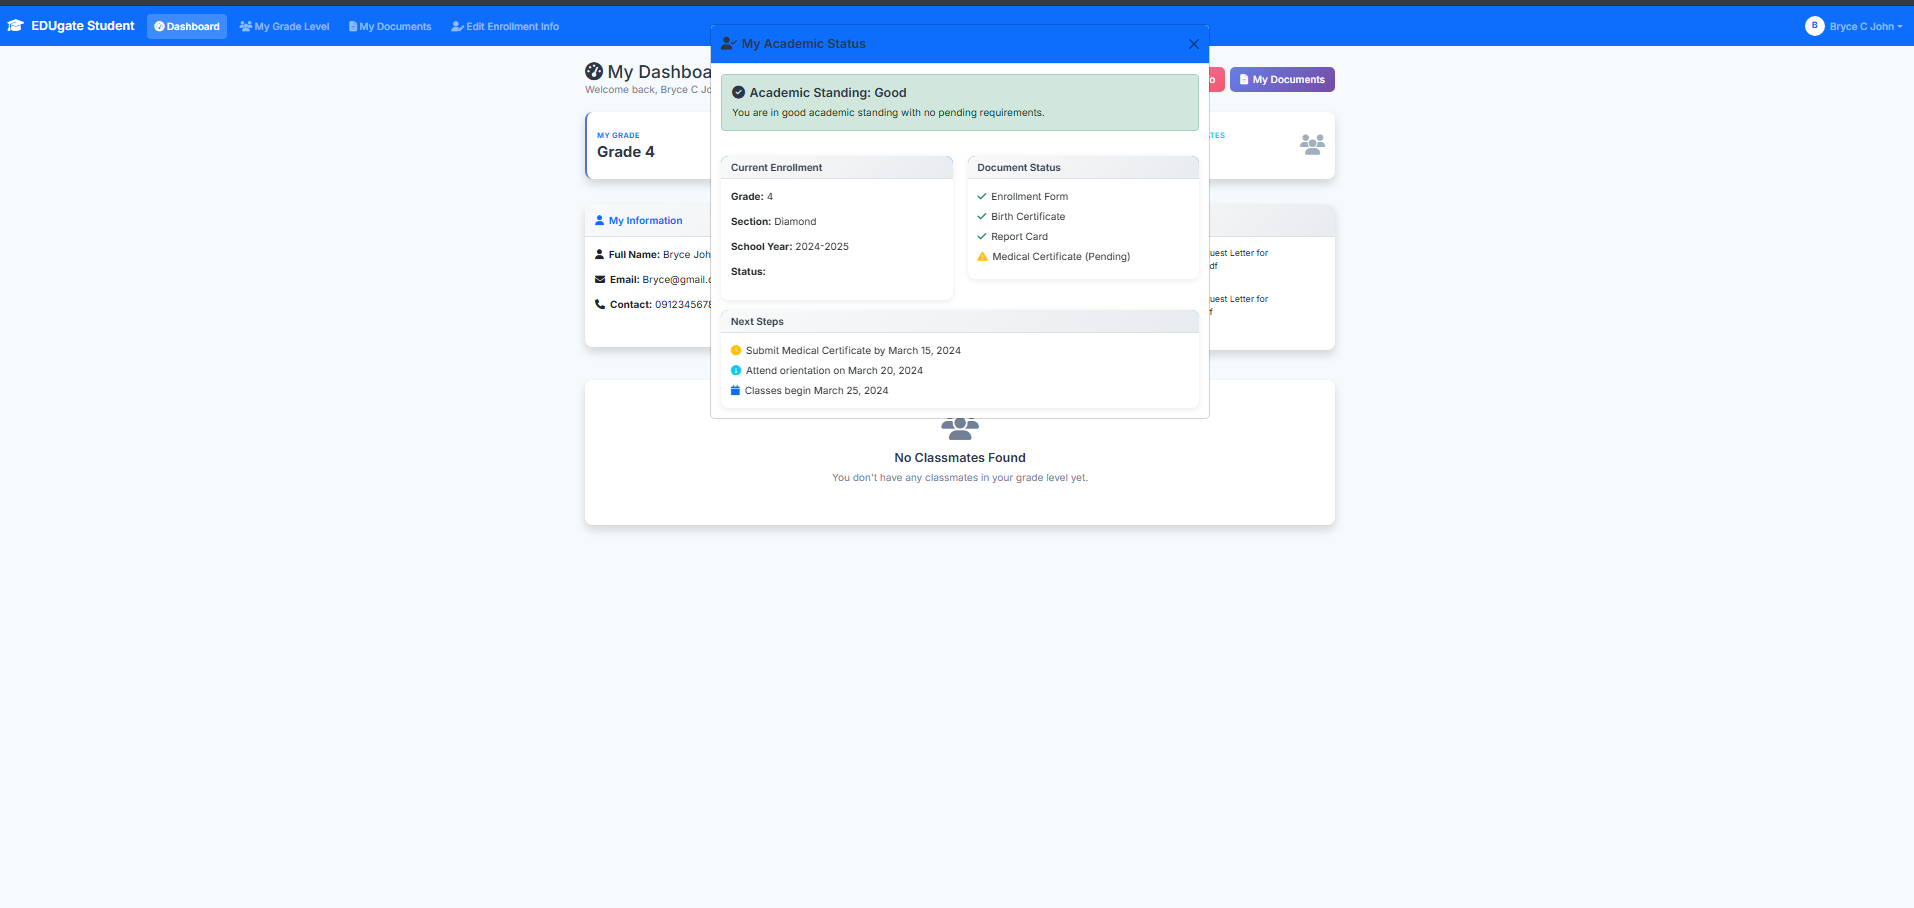 EDUgate Student Dashboard My Grade Level My Documents Edit Enrollment Info B Bryce C John
My Academic Status
My Dashboa
Welcome back, Bryce C Jo
o My Documents
Academic Standing: Good
You are in good academic standing with no pending requirements.
MY GRADE
Grade 4
TES
Current Enrollment
Grade: 4
Section: Diamond
School Year: 2024-2025
Status:
Document Status
Enrollment Form
Birth Certificate
Report Card
Medical Certificate (Pending)
My Information
Full Name: Bryce Joh
Email: Bryce@gmail.c
Contact: 091234567
uest Letter for
df
uest Letter for
f
Next Steps
Submit Medical Certificate by March 15, 2024
Attend orientation on March 20, 2024
Classes begin March 25, 2024
No Classmates Found
You don't have any classmates in your grade level yet.